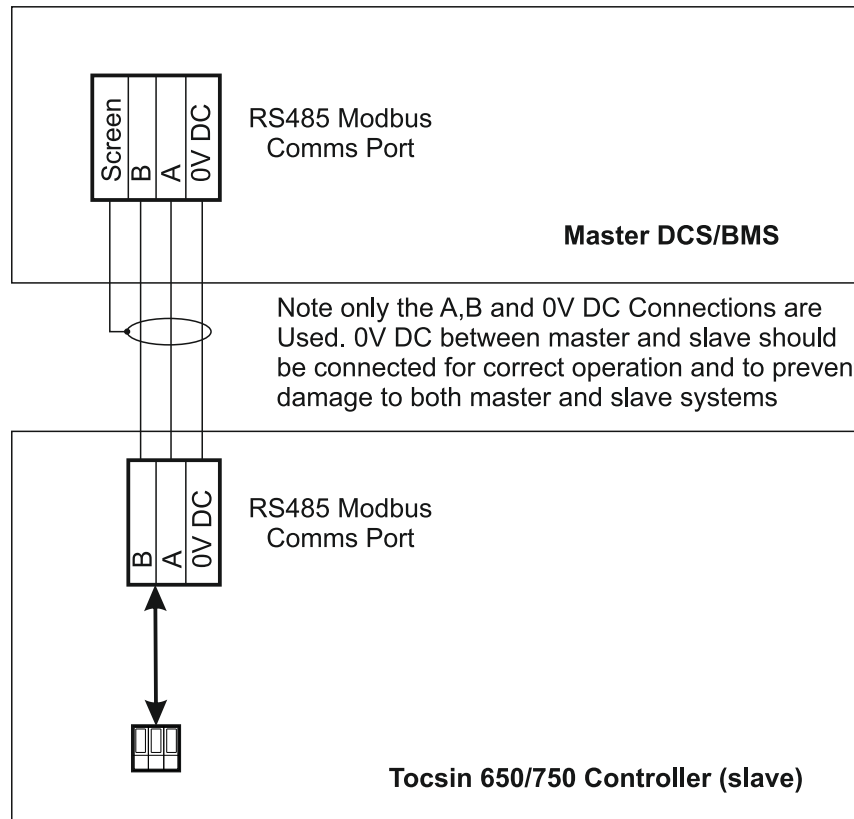 Screen
B
A
0V DC
RS485 Modbus
Comms Port
Master DCS/BMS
Note only the A,B and 0V DC Connections are
Used. 0V DC between master and slave should
be connected for correct operation and to preven
damage to both master and slave systems
B
A
0V DC
RS485 Modbus
Comms Port
Tocsin 650/750 Controller (slave)